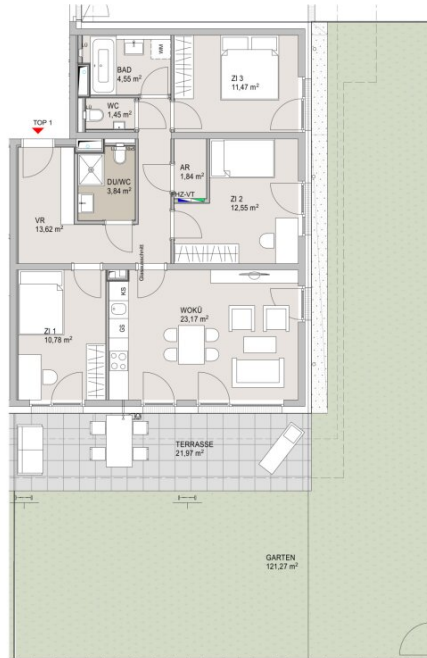 BAD
4,55 m²
WM
ZI 3
11,47 m²
WC
1,45 m²
TOP 1
AR
1,84 m²
DU/WC
3,84 m²
ZI 2
12,55 m²
VR
13,62 m²
KS
WOKÜ
23,17 m²
GS
ZI 1
10,78 m²
TERRASSE
21,97 m²
GARTEN
121,27 m²